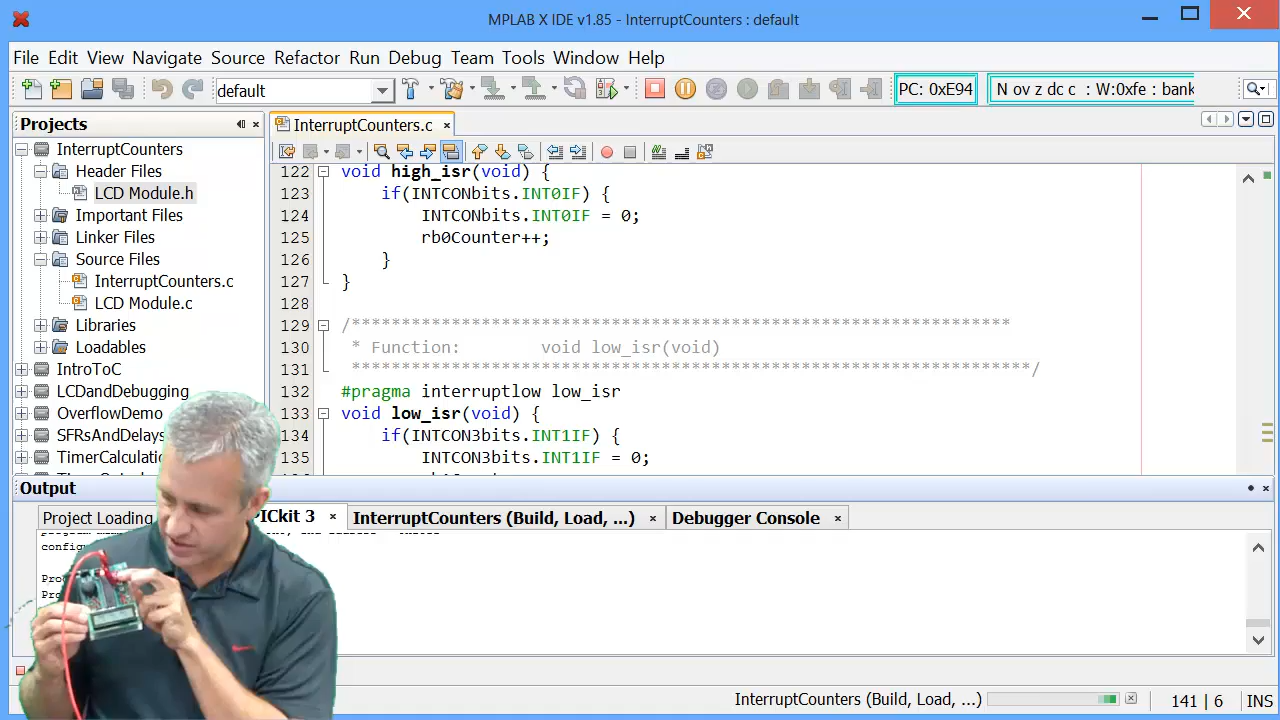 MPLAB X IDE v1.85 - InterruptCounters : default
File Edit View Navigate Source Refactor Run Debug Team Tools Window Help
default
PC: 0xE94
N ov z dc c : W:0xfe : bank
Projects
InterruptCounters.c
InterruptCounters
Header Files
LCD Module.h
Important Files
Linker Files
Source Files
InterruptCounters.c
LCD Module.c
Libraries
Loadables
IntroToC
LCDandDebugging
OverflowDemo
SFRsAndDelays
TimerCalculatio
122 void high_isr(void) {
123 if(INTCONbits.INT0IF) {
124 INTCONbits.INT0IF = 0;
125 rb0Counter++;
126 }
127 }
128
129 /******************************************************************
130 * Function: void low_isr(void)
131 ********************************************************************/
132 #pragma interruptlow low_isr
133 void low_isr(void) {
134 if(INTCON3bits.INT1IF) {
135 INTCON3bits.INT1IF = 0;
Output
Project Loading
ICkit 3
InterruptCounters (Build, Load, ...)
Debugger Console
InterruptCounters (Build, Load, ...)
141 | 6
INS